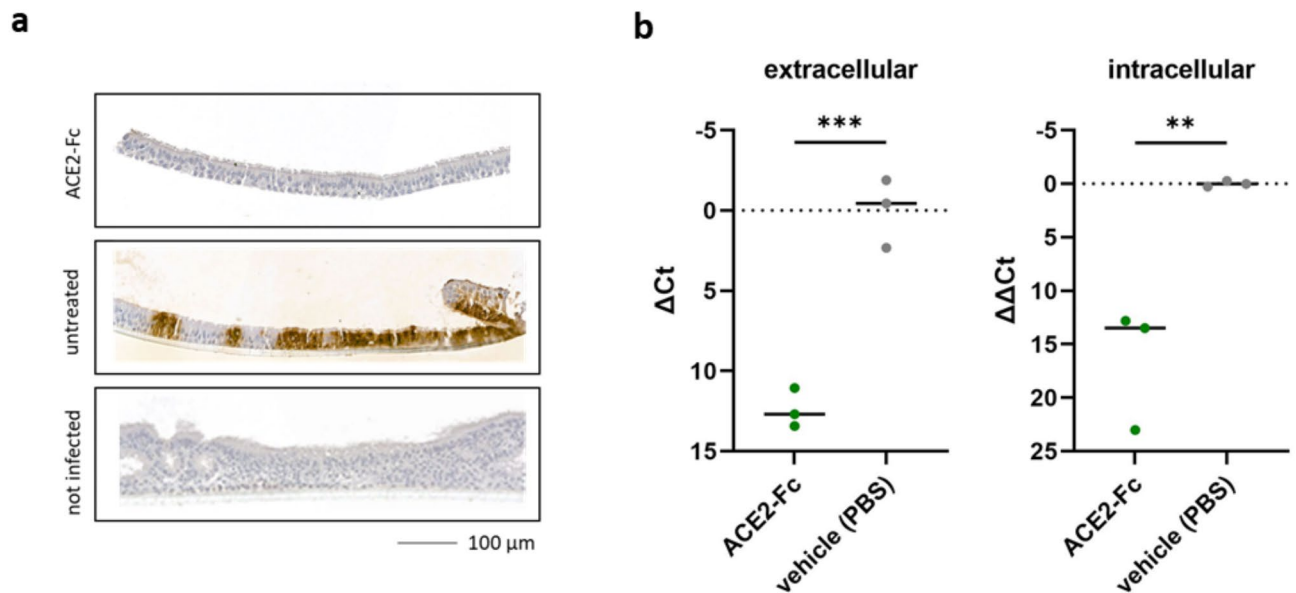 a
ACE2-Fc
untreated
not infected
100 µm
b
extracellular
***
ΔCt
-5
0
5
10
15
ACE2-Fc
vehicle (PBS)
intracellular
**
ΔΔCt
-5
0
5
10
15
20
25
ACE2-Fc
vehicle (PBS)